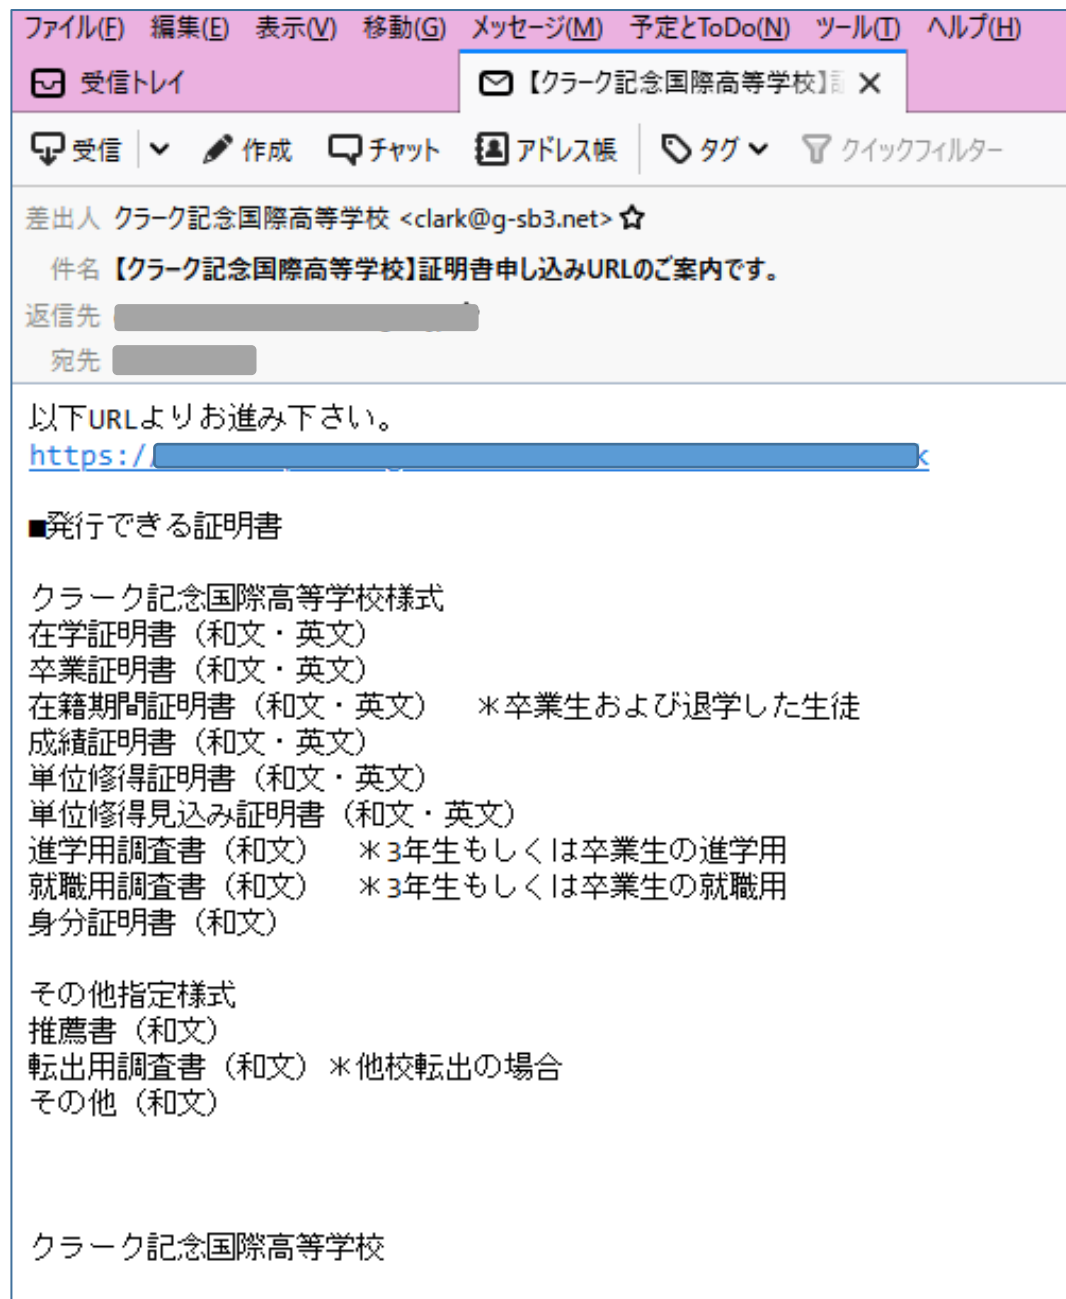 ファイル(F) 編集(E) 表示(V) 移動(G) メッセージ(M) 予定とToDo(N) ツール(T) ヘルプ(H)
受信トレイ 【クラーク記念国際高等学校】証
受信 作成 チャット アドレス帳 タグ クイックフィルター
差出人 クラーク記念国際高等学校 <clark@g-sb3.net>
件名 【クラーク記念国際高等学校】証明書申し込みURLのご案内です。
返信先
宛先
以下URLよりお進み下さい。
https:/ k
■発行できる証明書
クラーク記念国際高等学校様式
在学証明書（和文・英文）
卒業証明書（和文・英文）
在籍期間証明書（和文・英文） ＊卒業生および退学した生徒
成績証明書（和文・英文）
単位修得証明書（和文・英文）
単位修得見込み証明書（和文・英文）
進学用調査書（和文） ＊3年生もしくは卒業生の進学用
就職用調査書（和文） ＊3年生もしくは卒業生の就職用
身分証明書（和文）
その他指定様式
推薦書（和文）
転出用調査書（和文）＊他校転出の場合
その他（和文）
クラーク記念国際高等学校